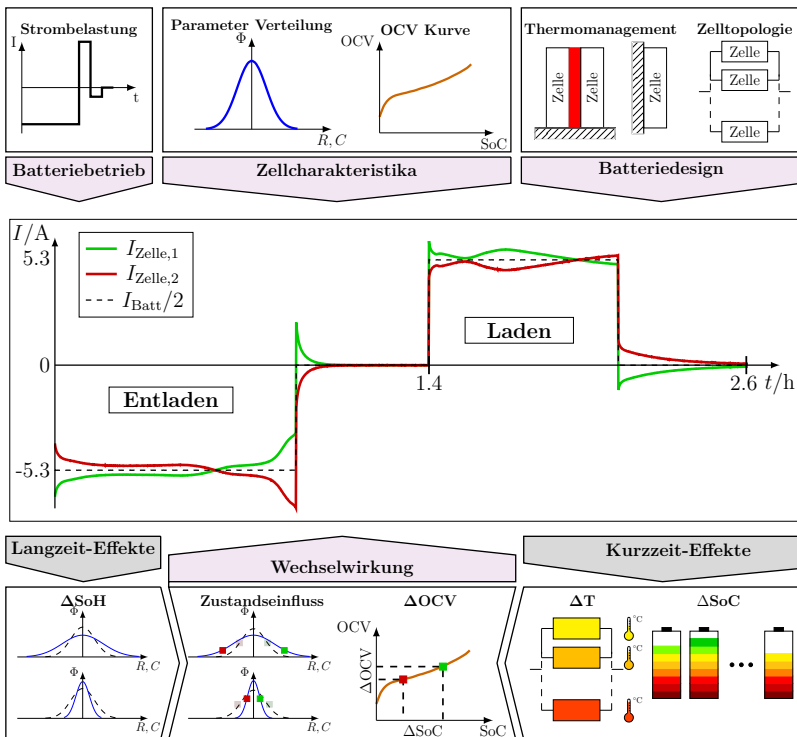 Strombelastung
I
t
Parameter Verteilung
Φ
R, C
OCV Kurve
OCV
SoC
Thermomanagement
Zelle
Zelle
Zelle
Zelltopologie
Zelle
Zelle
Zelle
Batteriebetrieb
Zellcharakteristika
Batteriedesign
I/A
5.3
0
-5.3
I_Zelle,1
I_Zelle,2
I_Batt/2
Entladen
Laden
1.4
2.6
t/h
Langzeit-Effekte
Wechselwirkung
Kurzzeit-Effekte
ΔSoH
Φ
R, C
Φ
R, C
Zustandseinfluss
Φ
R, C
Φ
R, C
ΔOCV
OCV
ΔOCV
ΔSoC
SoC
ΔT
°C
°C
°C
ΔSoC